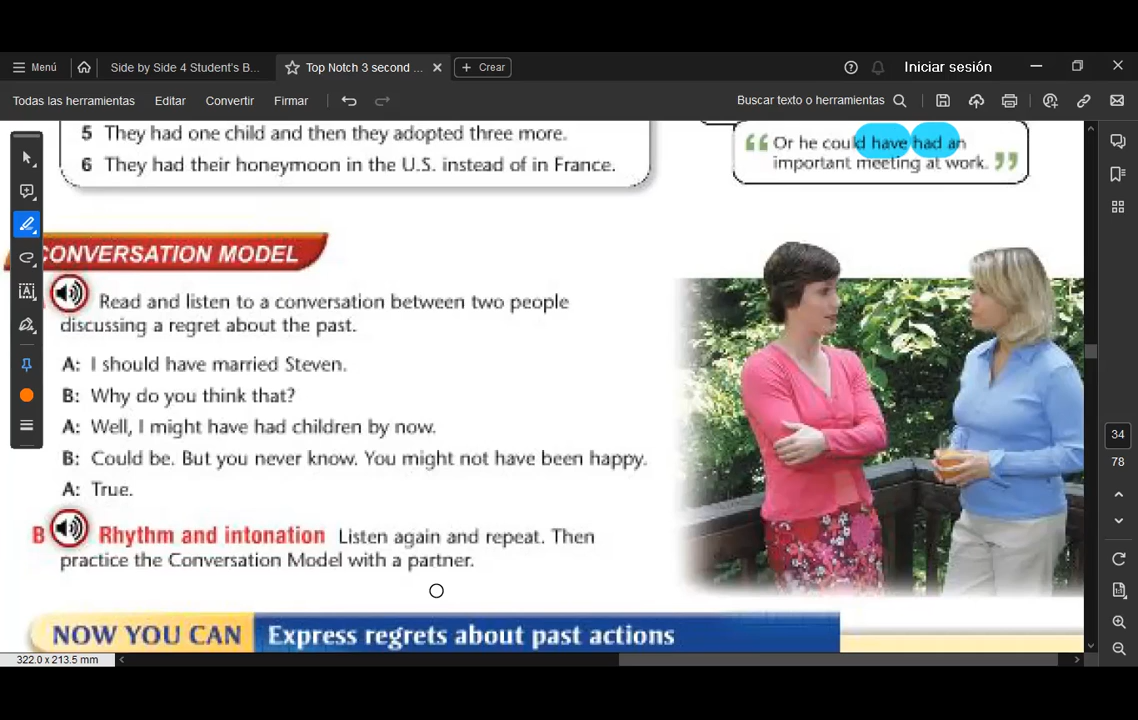 Menú
Side by Side 4 Student's B...
Top Notch 3 second ...
Crear
Iniciar sesión
Todas las herramientas
Editar
Convertir
Firmar
Buscar texto o herramientas
5 They had one child and then they adopted three more.
6 They had their honeymoon in the U.S. instead of in France.
“ Or he could have had an
important meeting at work. ”
CONVERSATION MODEL
Read and listen to a conversation between two people
discussing a regret about the past.
A: I should have married Steven.
B: Why do you think that?
A: Well, I might have had children by now.
B: Could be. But you never know. You might not have been happy.
A: True.
B Rhythm and intonation Listen again and repeat. Then
practice the Conversation Model with a partner.
NOW YOU CAN Express regrets about past actions
34
78
322.0 x 213.5 mm